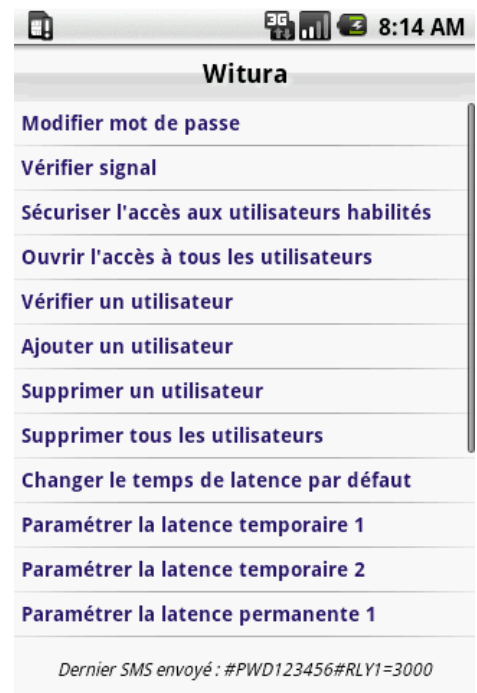 3G 8:14 AM
Witura
Modifier mot de passe
Vérifier signal
Sécuriser l'accès aux utilisateurs habilités
Ouvrir l'accès à tous les utilisateurs
Vérifier un utilisateur
Ajouter un utilisateur
Supprimer un utilisateur
Supprimer tous les utilisateurs
Changer le temps de latence par défaut
Paramétrer la latence temporaire 1
Paramétrer la latence temporaire 2
Paramétrer la latence permanente 1
Dernier SMS envoyé : #PWD123456#RLY1=3000